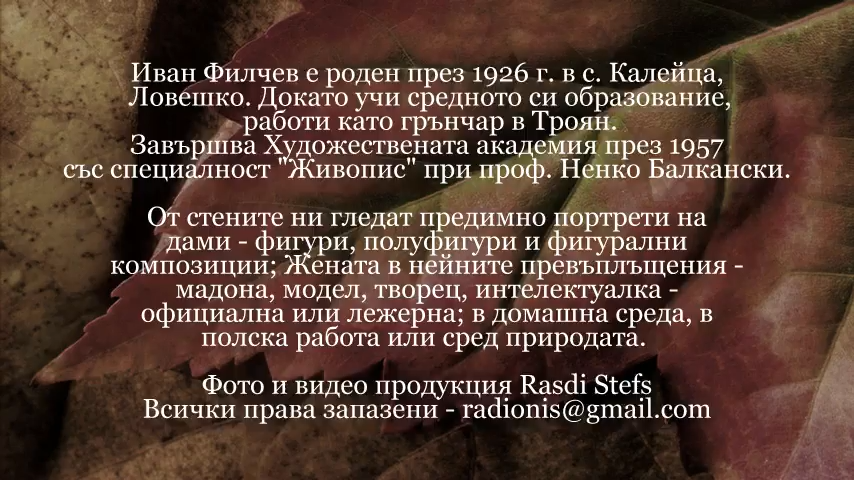 Иван Филчев е роден през 1926 г. в с. Калейца,
Ловешко. Докато учи средното си образование,
работи като грънчар в Троян.
Завършва Художествената академия през 1957
със специалност "Живопис" при проф. Ненко Балкански.
От стените ни гледат предимно портрети на
дами - фигури, полуфигури и фигурални
композиции; Жената в нейните превъплъщения -
мадона, модел, творец, интелектуалка -
официална или лежерна; в домашна среда, в
полска работа или сред природата.
Фото и видео продукция Rasdi Stefs
Всички права запазени - radionis@gmail.com